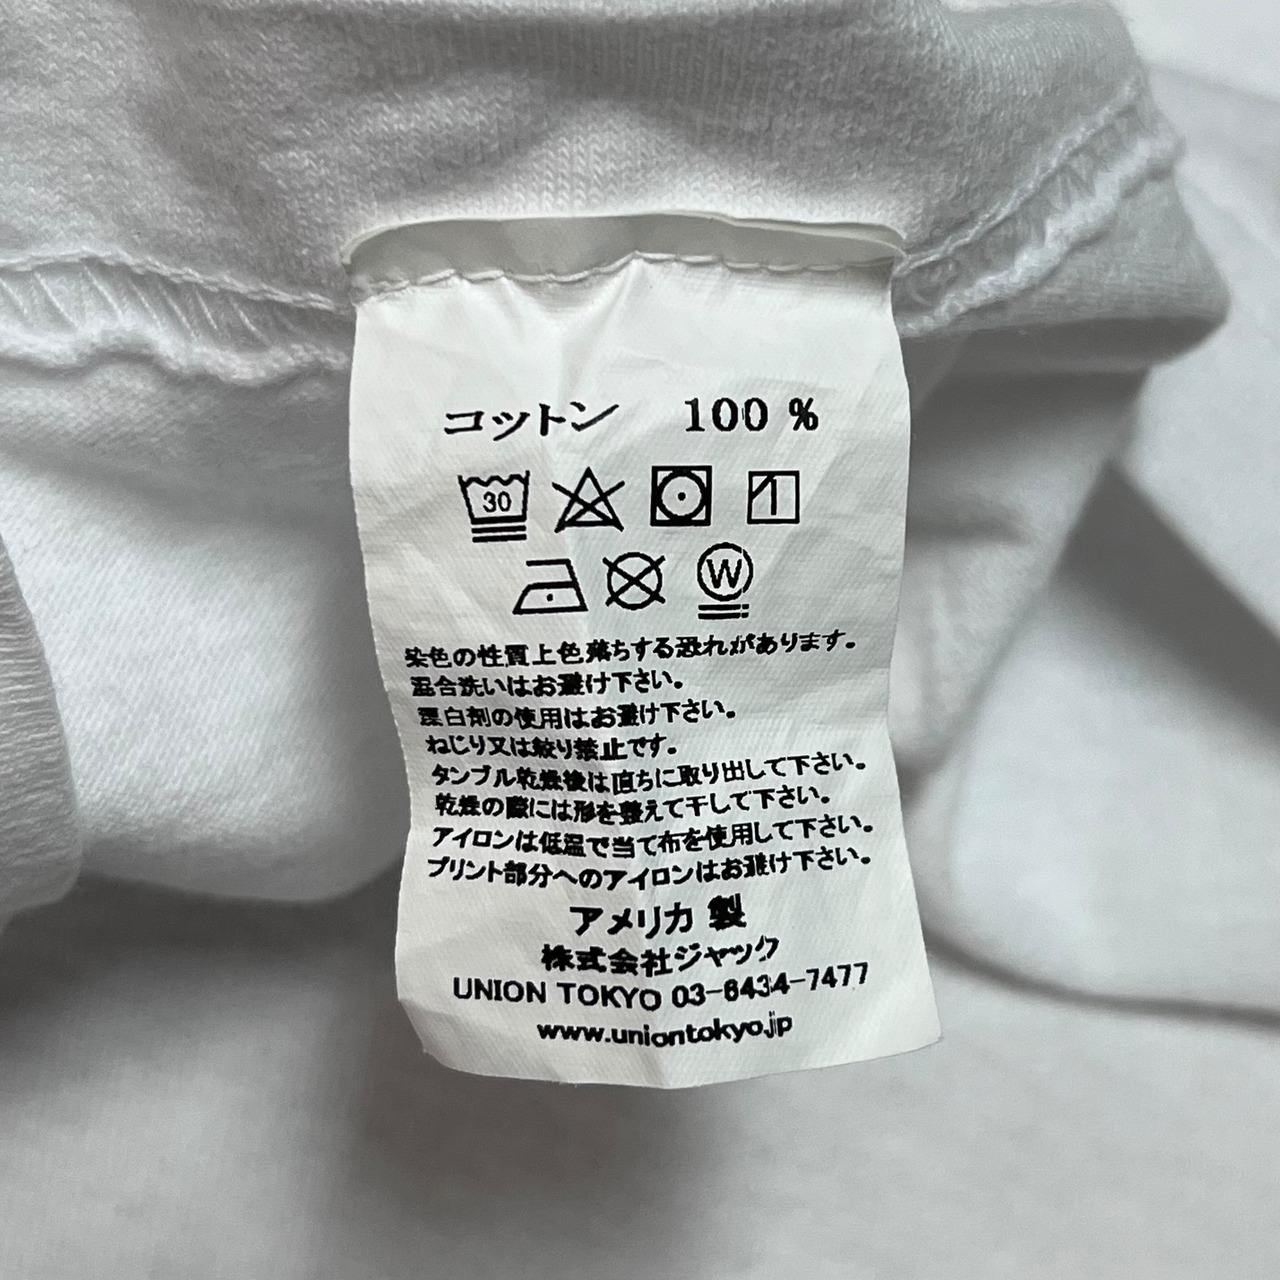 コットン 100 %
30
W
染色の性質上色落ちする恐れがあります。
混合洗いはお避け下さい。
漂白剤の使用はお避け下さい。
ねじり又は絞り禁止です。
タンブル乾燥後は直ちに取り出して下さい。
乾燥の際には形を整えて干して下さい。
アイロンは低温で当て布を使用して下さい。
プリント部分へのアイロンはお避け下さい。
アメリカ 製
株式会社ジャック
UNION TOKYO 03-6434-7477
www.uniontokyo.jp